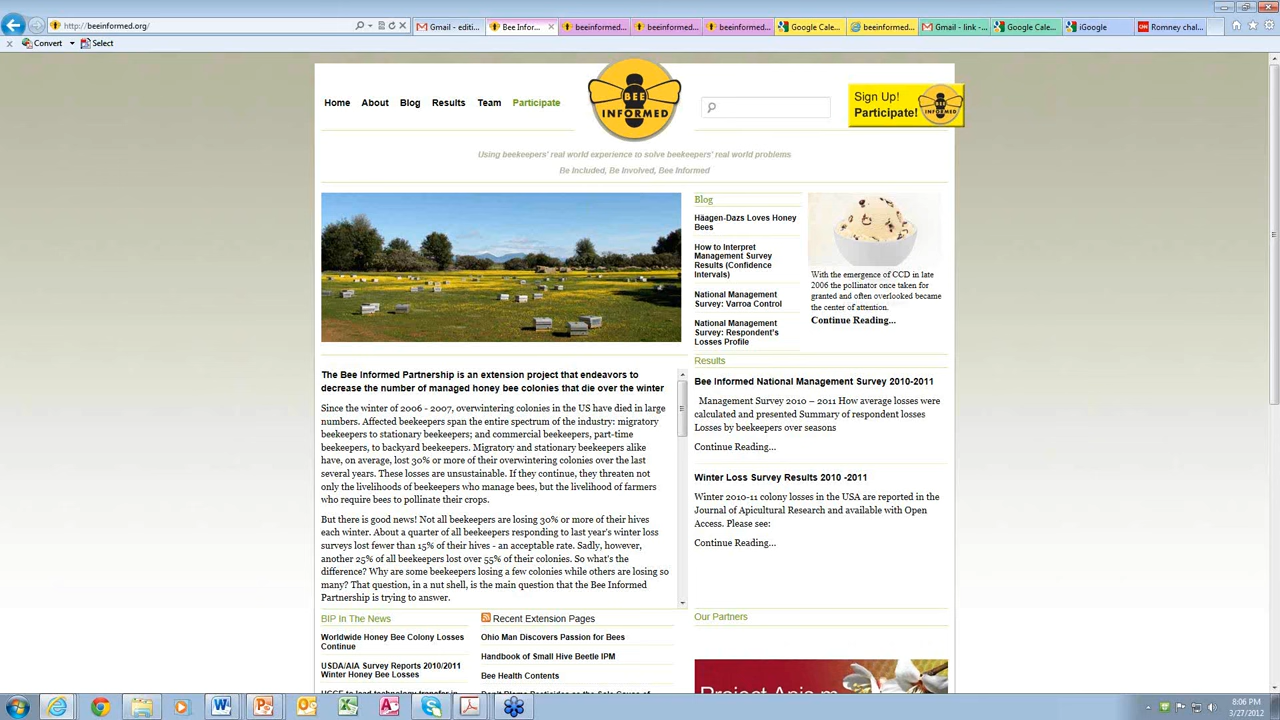 http://beeinformed.org/
Gmail - editi...
Bee Infor...
beeinformed...
beeinformed...
beeinformed...
Google Cale...
beeinformed...
Gmail - link -...
Google Cale...
iGoogle
Romney chal...
Convert
Select
Home
About
Blog
Results
Team
Participate
BEE
INFORMED
Sign Up!
Participate!
Using beekeepers' real world experience to solve beekeepers' real world problems
Be Included, Be Involved, Bee Informed
Blog
Häagen-Dazs Loves Honey
Bees
How to Interpret
Management Survey
Results (Confidence
Intervals)
National Management
Survey: Varroa Control
National Management
Survey: Respondent's
Losses Profile
With the emergence of CCD in late
2006 the pollinator once taken for
granted and often overlooked became
the center of attention.
Continue Reading...
The Bee Informed Partnership is an extension project that endeavors to
decrease the number of managed honey bee colonies that die over the winter
Since the winter of 2006 - 2007, overwintering colonies in the US have died in large
numbers. Affected beekeepers span the entire spectrum of the industry: migratory
beekeepers to stationary beekeepers; and commercial beekeepers, part-time
beekeepers, to backyard beekeepers. Migratory and stationary beekeepers alike
have, on average, lost 30% or more of their overwintering colonies over the last
several years. These losses are unsustainable. If they continue, they threaten not
only the livelihoods of beekeepers who manage bees, but the livelihood of farmers
who require bees to pollinate their crops.
But there is good news! Not all beekeepers are losing 30% or more of their hives
each winter. About a quarter of all beekeepers responding to last year's winter loss
surveys lost fewer than 15% of their hives - an acceptable rate. Sadly, however,
another 25% of all beekeepers lost over 55% of their colonies. So what's the
difference? Why are some beekeepers losing a few colonies while others are losing so
many? That question, in a nut shell, is the main question that the Bee Informed
Partnership is trying to answer.
Results
Bee Informed National Management Survey 2010-2011
Management Survey 2010 – 2011 How average losses were
calculated and presented Summary of respondent losses
Losses by beekeepers over seasons
Continue Reading...
Winter Loss Survey Results 2010 -2011
Winter 2010-11 colony losses in the USA are reported in the
Journal of Apicultural Research and available with Open
Access. Please see:
Continue Reading...
BIP In The News
Worldwide Honey Bee Colony Losses
Continue
USDA/AIA Survey Reports 2010/2011
Winter Honey Bee Losses
Recent Extension Pages
Ohio Man Discovers Passion for Bees
Handbook of Small Hive Beetle IPM
Bee Health Contents
Our Partners
Project Apis m
8:06 PM
3/27/2012